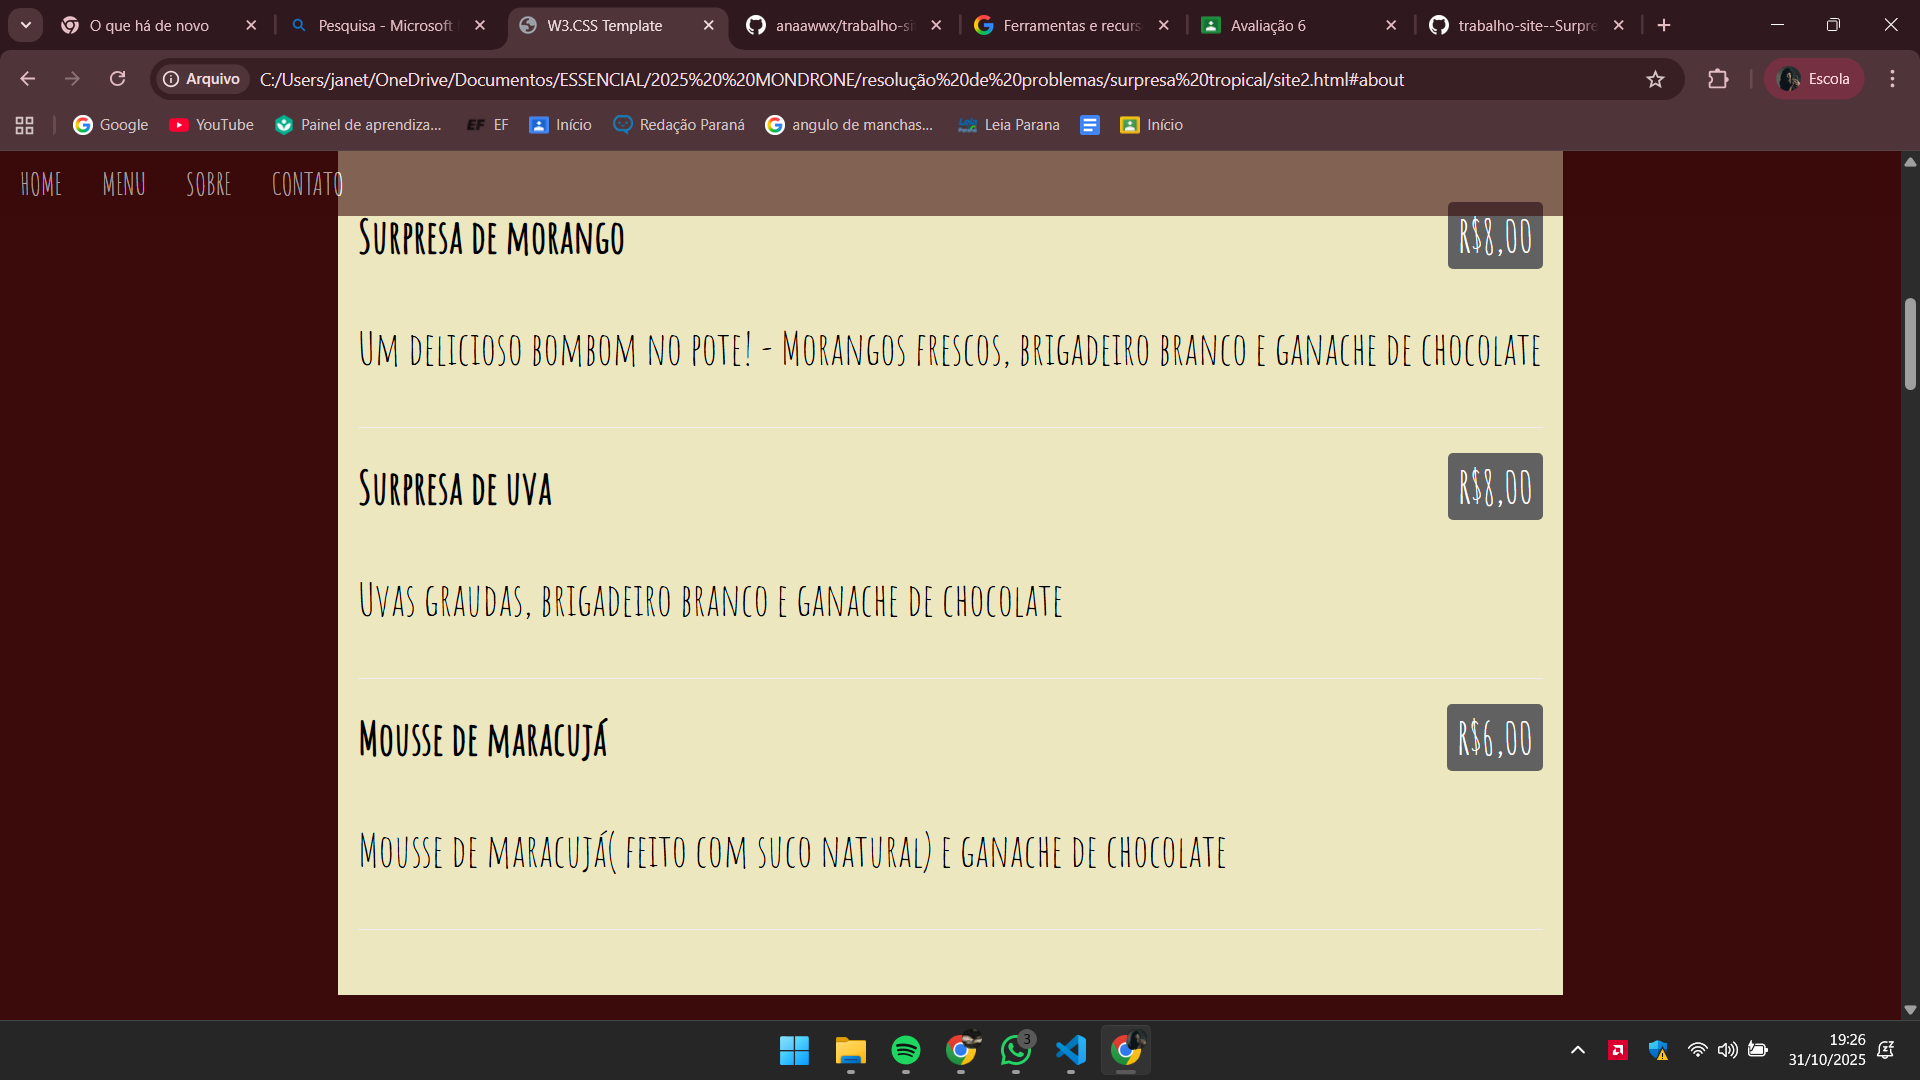 O que há de novo
Pesquisa - Microsoft
W3.CSS Template
anaawwx/trabalho-si
Ferramentas e recurs
Avaliação 6
trabalho-site--Surpre
Arquivo
C:/Users/janet/OneDrive/Documentos/ESSENCIAL/2025%20%20MONDRONE/resolução%20de%20problemas/surpresa%20tropical/site2.html#about
Escola
Google
YouTube
Painel de aprendiza...
EF EF
Início
Redação Paraná
angulo de manchas...
Leia Parana
Início
HOME MENU SOBRE CONTATO
Surpresa de morango R$8,00
Um delicioso bombom no pote! - Morangos frescos, brigadeiro branco e ganache de chocolate
Surpresa de uva R$8,00
Uvas graudas, brigadeiro branco e ganache de chocolate
Mousse de maracujá R$6,00
Mousse de maracujá( feito com suco natural) e ganache de chocolate
3
19:26
31/10/2025